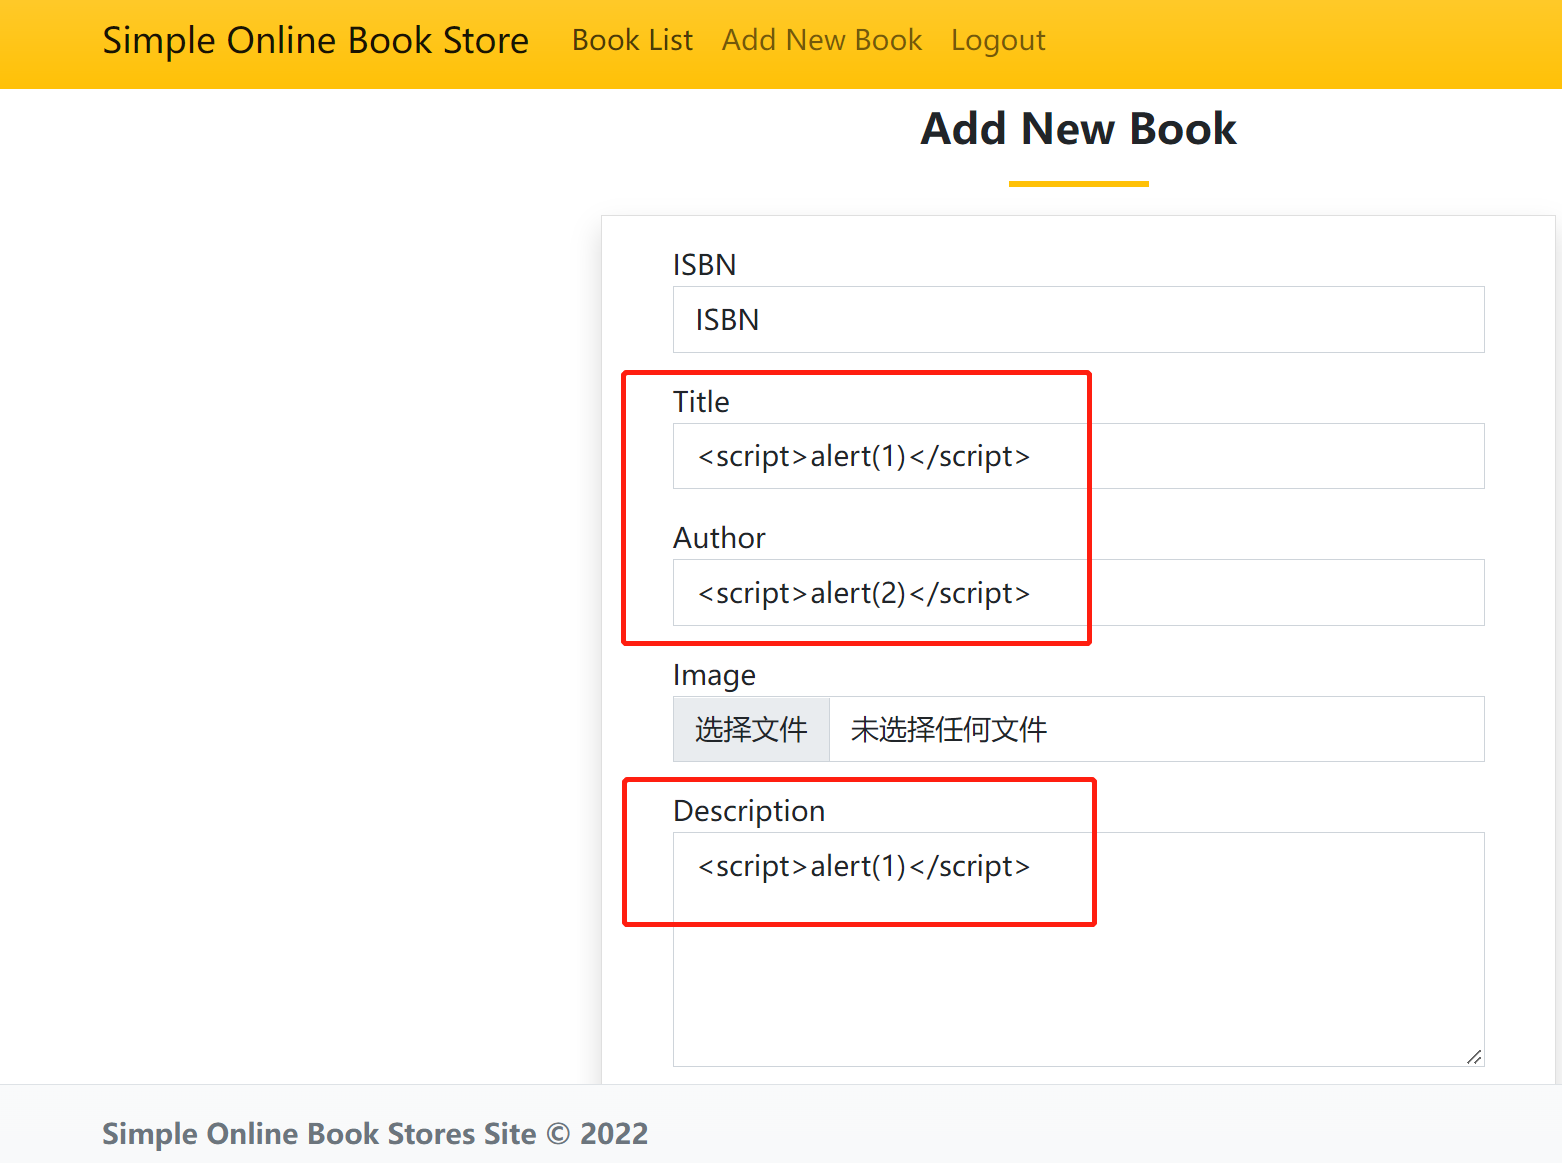 Simple Online Book Store Book List Add New Book Logout
Add New Book
ISBN
ISBN
Title
<script>alert(1)</script>
Author
<script>alert(2)</script>
Image
选择文件 未选择任何文件
Description
<script>alert(1)</script>
Simple Online Book Stores Site © 2022